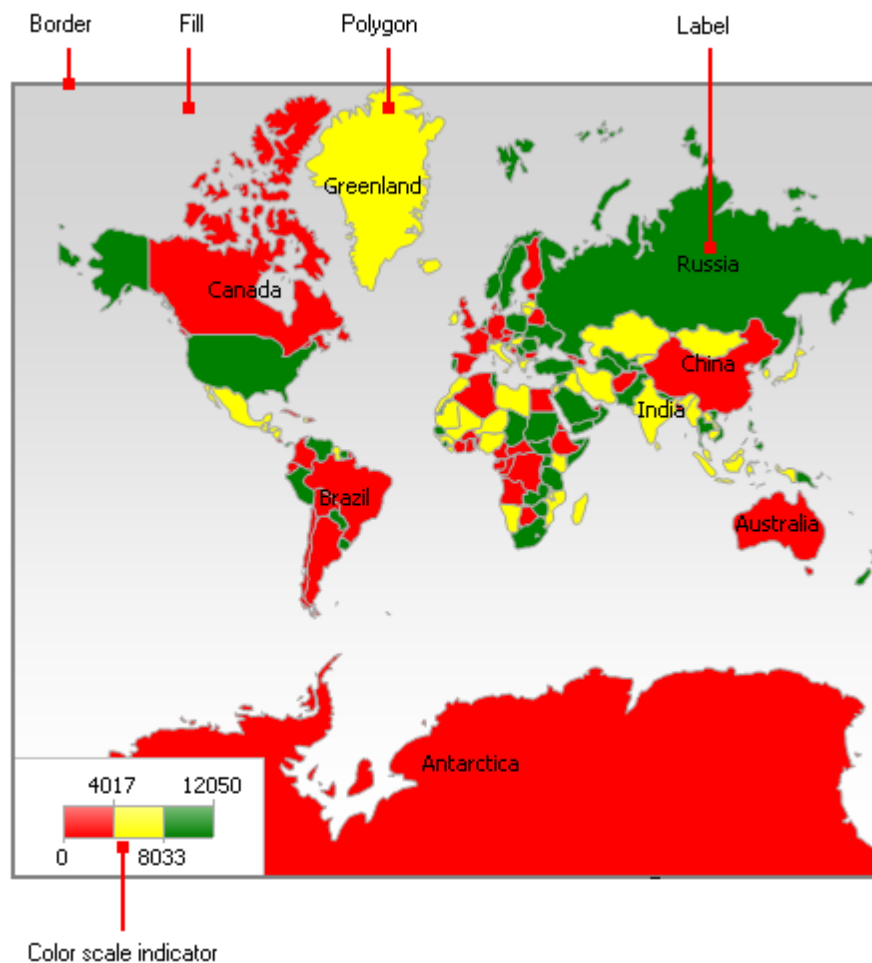 Border Fill Polygon Label
Greenland
Russia
Canada
China
India
Brazil
Australia
Antarctica
4017 12050
0 8033
Color scale indicator